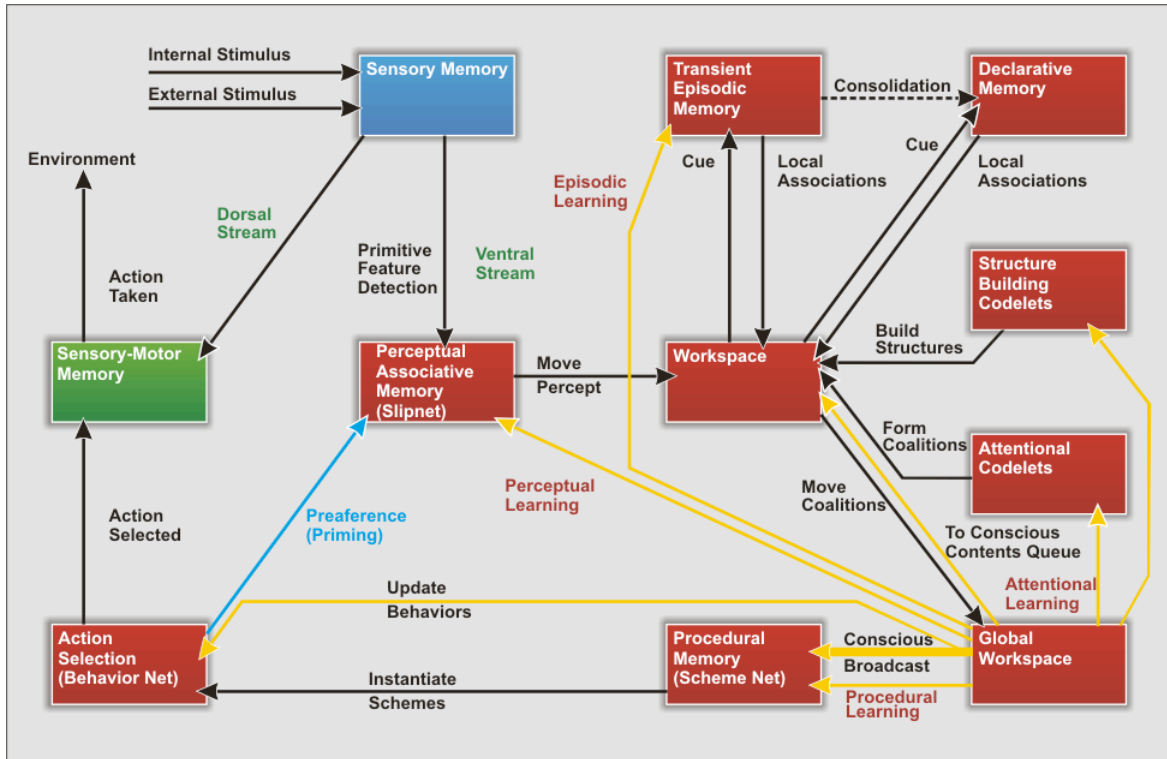 Internal Stimulus
External Stimulus
Sensory Memory
Transient
Episodic
Memory
Consolidation
Declarative
Memory
Environment
Cue
Local
Associations
Cue
Local
Associations
Episodic
Learning
Dorsal
Stream
Primitive
Feature
Detection
Ventral
Stream
Action
Taken
Structure
Building
Codelets
Build
Structures
Sensory-Motor
Memory
Perceptual
Associative
Memory
(Slipnet)
Move
Percept
Workspace
Form
Coalitions
Attentional
Codelets
Perceptual
Learning
Move
Coalitions
Action
Selected
Preaference
(Priming)
To Conscious
Contents Queue
Attentional
Learning
Update
Behaviors
Action
Selection
(Behavior Net)
Instantiate
Schemes
Procedural
Memory
(Scheme Net)
Conscious
Broadcast
Procedural
Learning
Global
Workspace